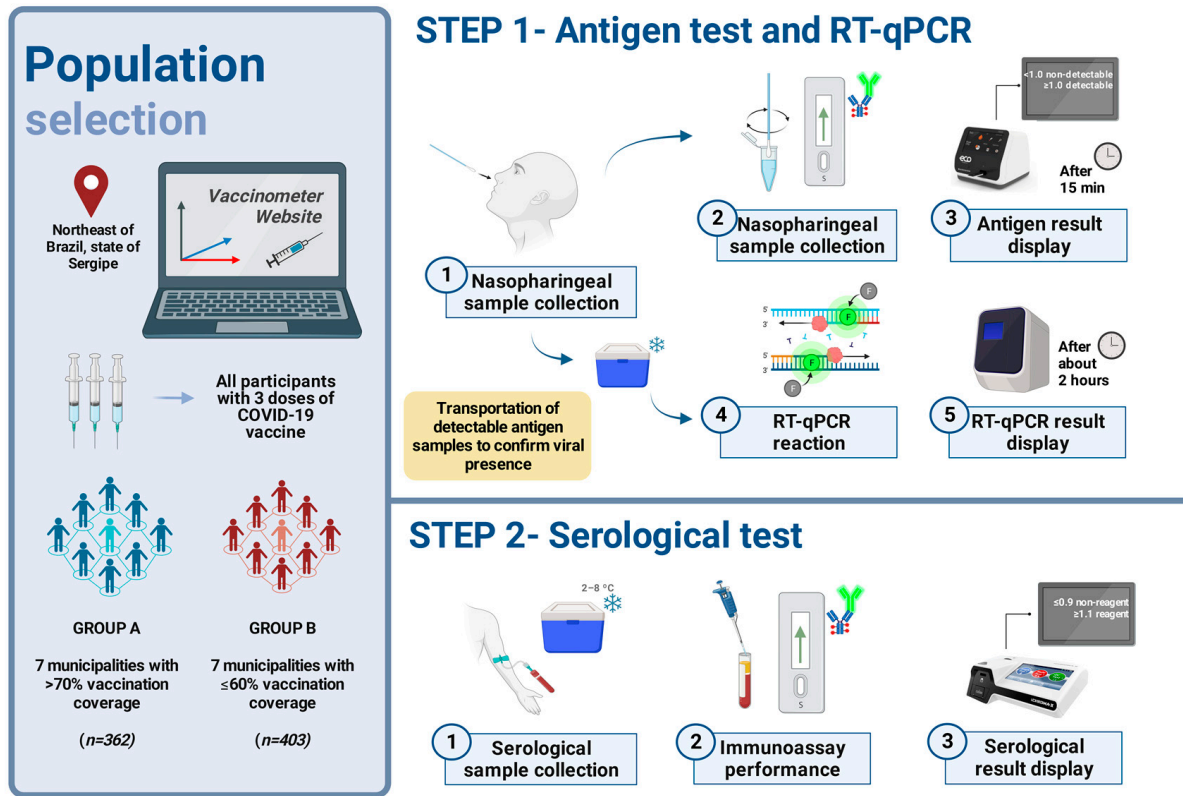 Population
selection
Vaccinometer
Website
Northeast of
Brazil, state of
Sergipe
All participants
with 3 doses of
COVID-19
vaccine
GROUP A
7 municipalities with
>70% vaccination
coverage
(n=362)
GROUP B
7 municipalities with
≤60% vaccination
coverage
(n=403)
STEP 1- Antigen test and RT-qPCR
1
Nasopharingeal
sample collection
S
2
Nasopharingeal
sample collection
<1.0 non-detectable
≥1.0 detectable
eco
After
15 min
3
Antigen result
display
Transportation of
detectable antigen
samples to confirm viral
presence
F
5'
3'
F
5'
3'
F
F
4
RT-qPCR
reaction
After
about
2 hours
5
RT-qPCR result
display
STEP 2- Serological test
2–8 ºC
1
Serological
sample collection
S
2
Immunoassay
performance
≤0.9 non-reagent
≥1.1 reagent
3
Serological
result display